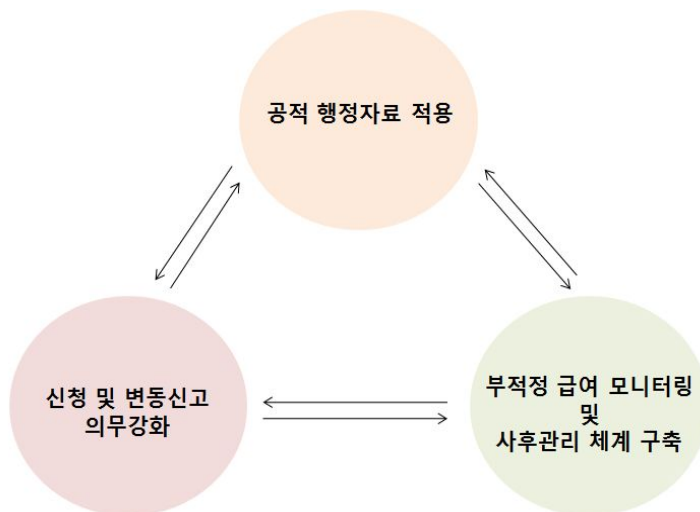 공적 행정자료 적용
신청 및 변동신고
의무강화
부적정 급여 모니터링
및
사후관리 체계 구축